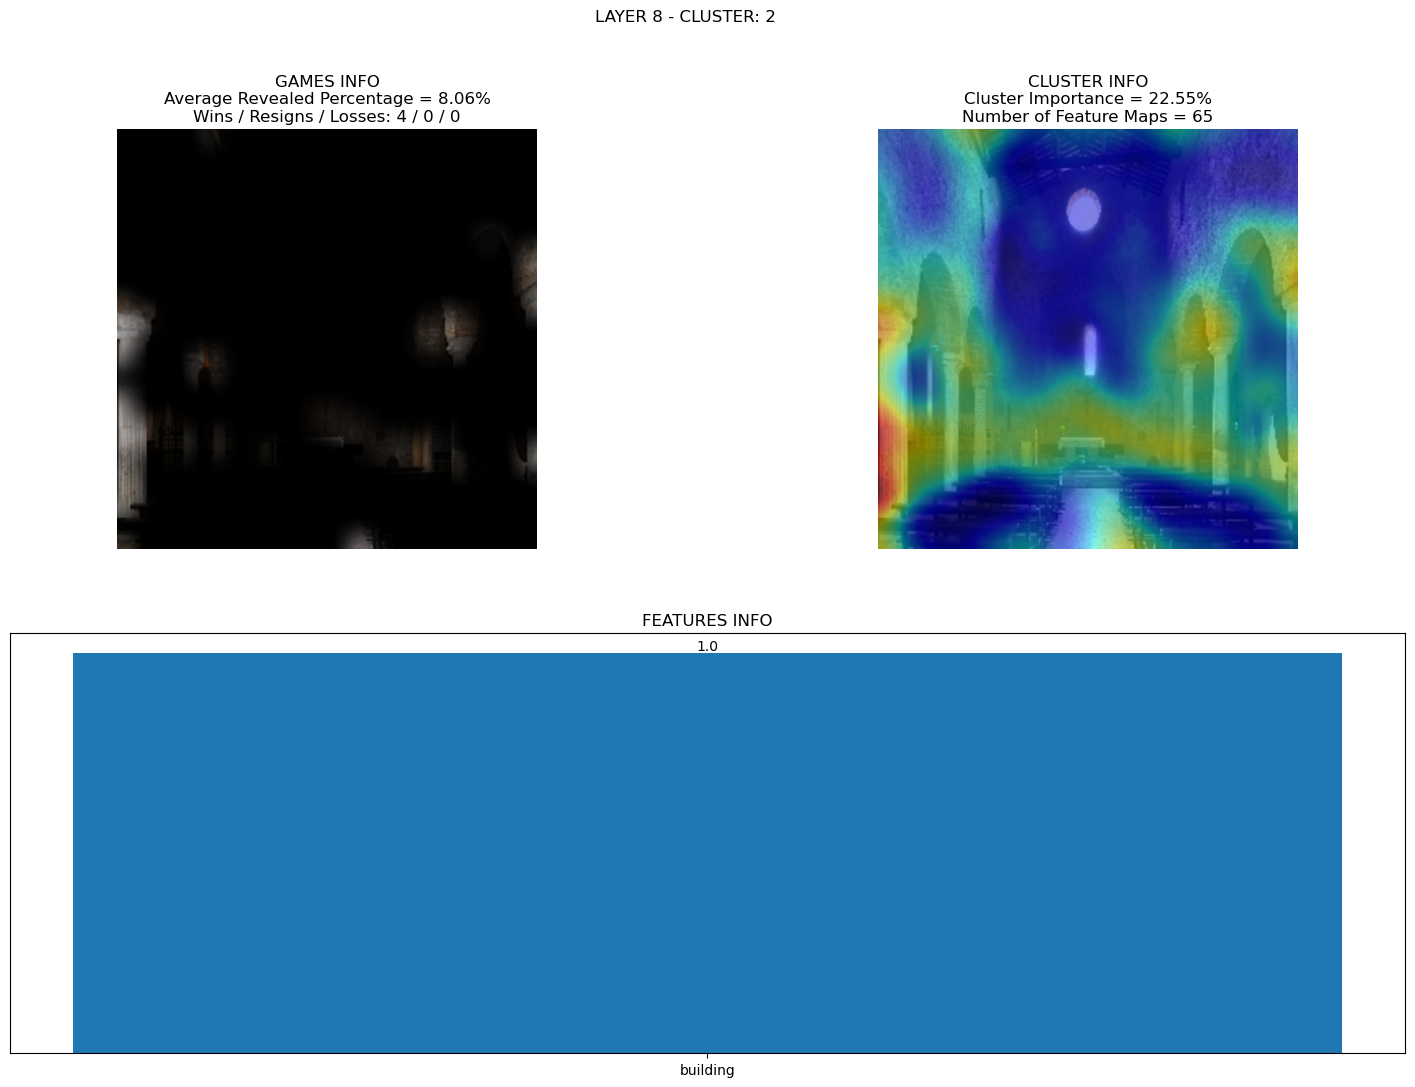 LAYER 8 - CLUSTER: 2
GAMES INFO
Average Revealed Percentage = 8.06%
Wins / Resigns / Losses: 4 / 0 / 0
CLUSTER INFO
Cluster Importance = 22.55%
Number of Feature Maps = 65
FEATURES INFO
1.0
building